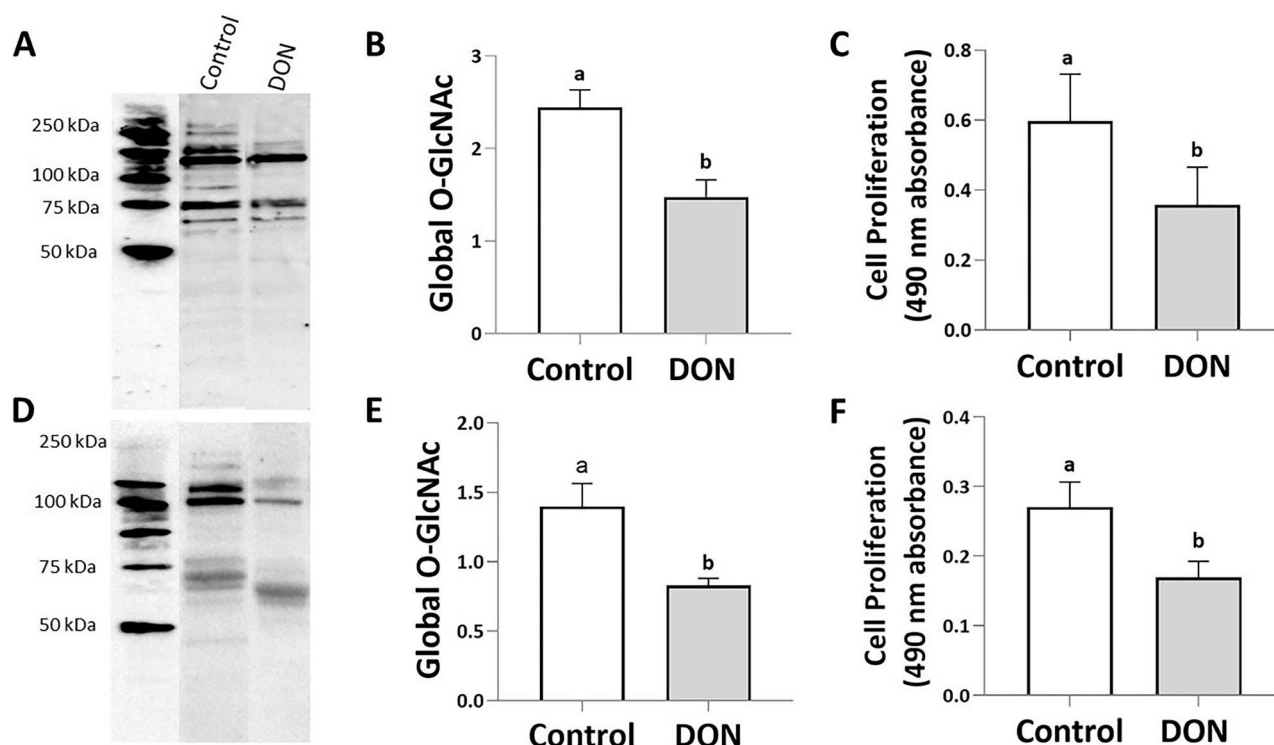 A
Control
DON
250 kDa
100 kDa
75 kDa
50 kDa
B
Global O-GlcNAc
3
2
1
0
a
b
Control
DON
C
Cell Proliferation
(490 nm absorbance)
0.8
0.6
0.4
0.2
0.0
a
b
Control
DON
D
250 kDa
100 kDa
75 kDa
50 kDa
E
Global O-GlcNAc
2.0
1.5
1.0
0.5
0.0
a
b
Control
DON
F
Cell Proliferation
(490 nm absorbance)
0.4
0.3
0.2
0.1
0.0
a
b
Control
DON